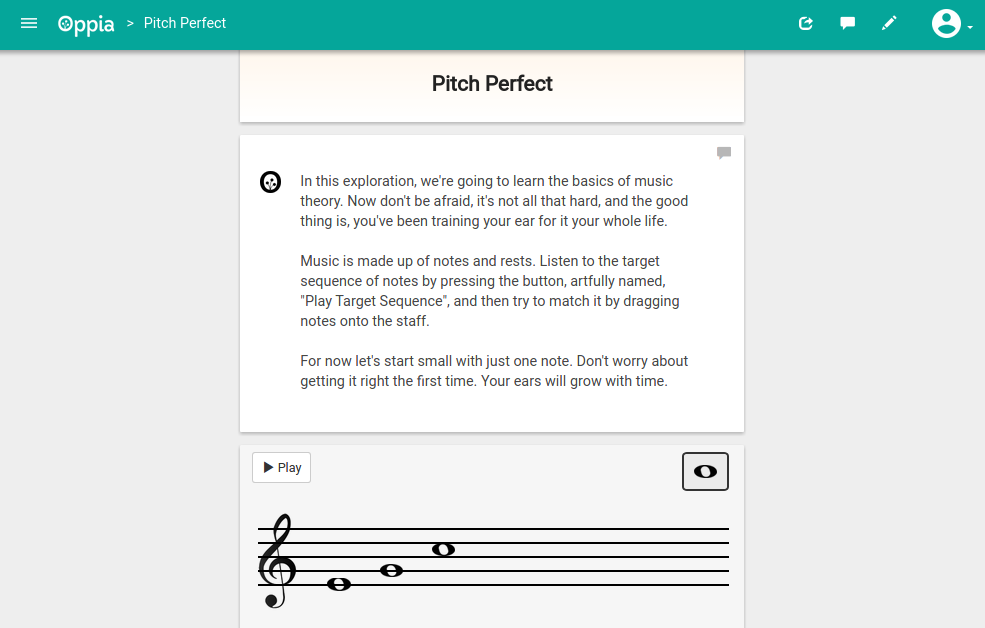 Oppia > Pitch Perfect
Pitch Perfect
In this exploration, we're going to learn the basics of music
theory. Now don't be afraid, it's not all that hard, and the good
thing is, you've been training your ear for it your whole life.
Music is made up of notes and rests. Listen to the target
sequence of notes by pressing the button, artfully named,
"Play Target Sequence", and then try to match it by dragging
notes onto the staff.
For now let's start small with just one note. Don't worry about
getting it right the first time. Your ears will grow with time.
Play